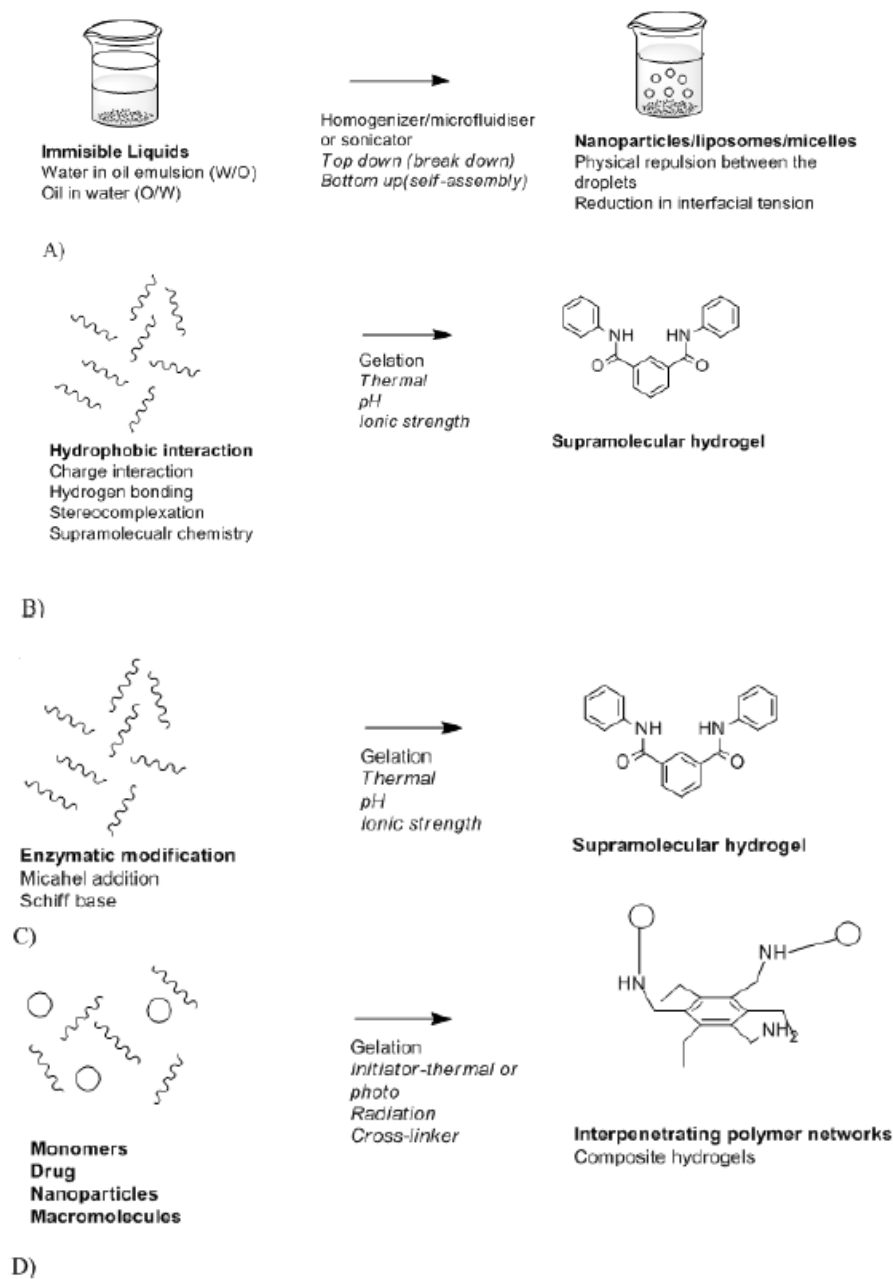 Immisible Liquids
Water in oil emulsion (W/O)
Oil in water (O/W)
Homogenizer/microfluidiser
or sonicator
Top down (break down)
Bottom up(self-assembly)
Nanoparticles/liposomes/micelles
Physical repulsion between the
droplets
Reduction in interfacial tension
A)
Hydrophobic interaction
Charge interaction
Hydrogen bonding
Stereocomplexation
Supramolecualr chemistry
Gelation
Thermal
pH
Ionic strength
NH HN
O O
Supramolecular hydrogel
B)
Enzymatic modification
Micahel addition
Schiff base
Gelation
Thermal
pH
Ionic strength
NH HN
O O
Supramolecular hydrogel
C)
Monomers
Drug
Nanoparticles
Macromolecules
Gelation
Initiator-thermal or
photo
Radiation
Cross-linker
NH
HN
NH2
Interpenetrating polymer networks
Composite hydrogels
D)